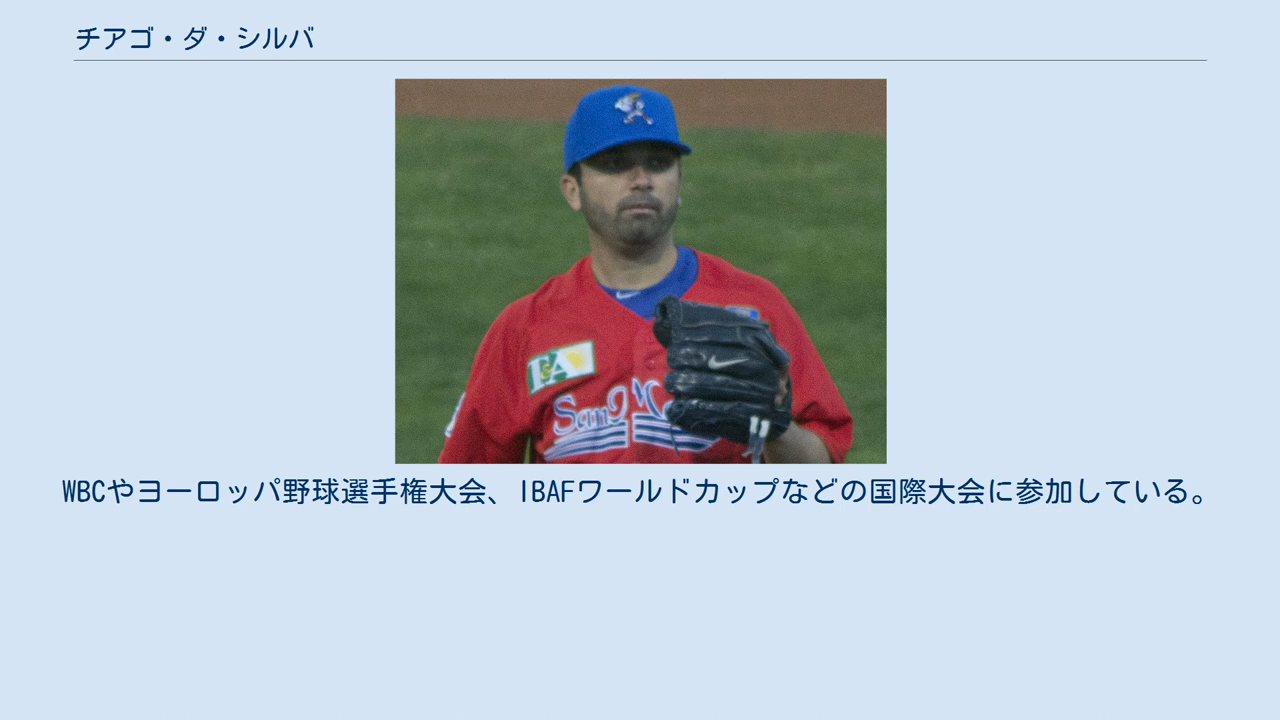 チアゴ・ダ・シルバ
San M
WBCやヨーロッパ野球選手権大会、IBAFワールドカップなどの国際大会に参加している。